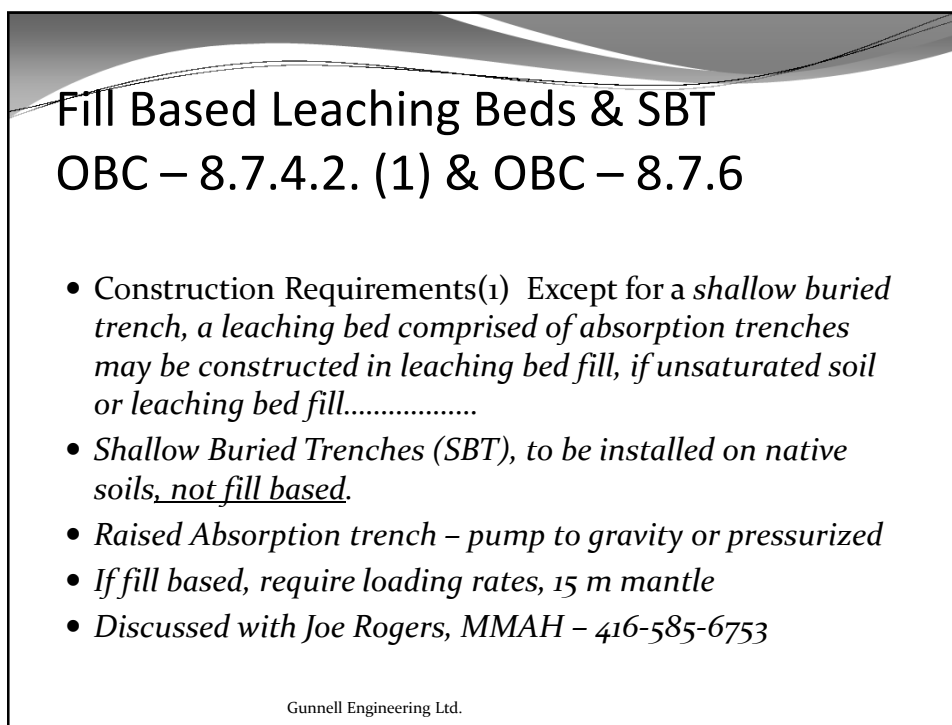 Fill Based Leaching Beds & SBT
OBC – 8.7.4.2. (1) & OBC – 8.7.6
• Construction Requirements(1) Except for a shallow buried
trench, a leaching bed comprised of absorption trenches
may be constructed in leaching bed fill, if unsaturated soil
or leaching bed fill..................
• Shallow Buried Trenches (SBT), to be installed on native
soils, not fill based.
• Raised Absorption trench – pump to gravity or pressurized
• If fill based, require loading rates, 15 m mantle
• Discussed with Joe Rogers, MMAH – 416-585-6753
Gunnell Engineering Ltd.